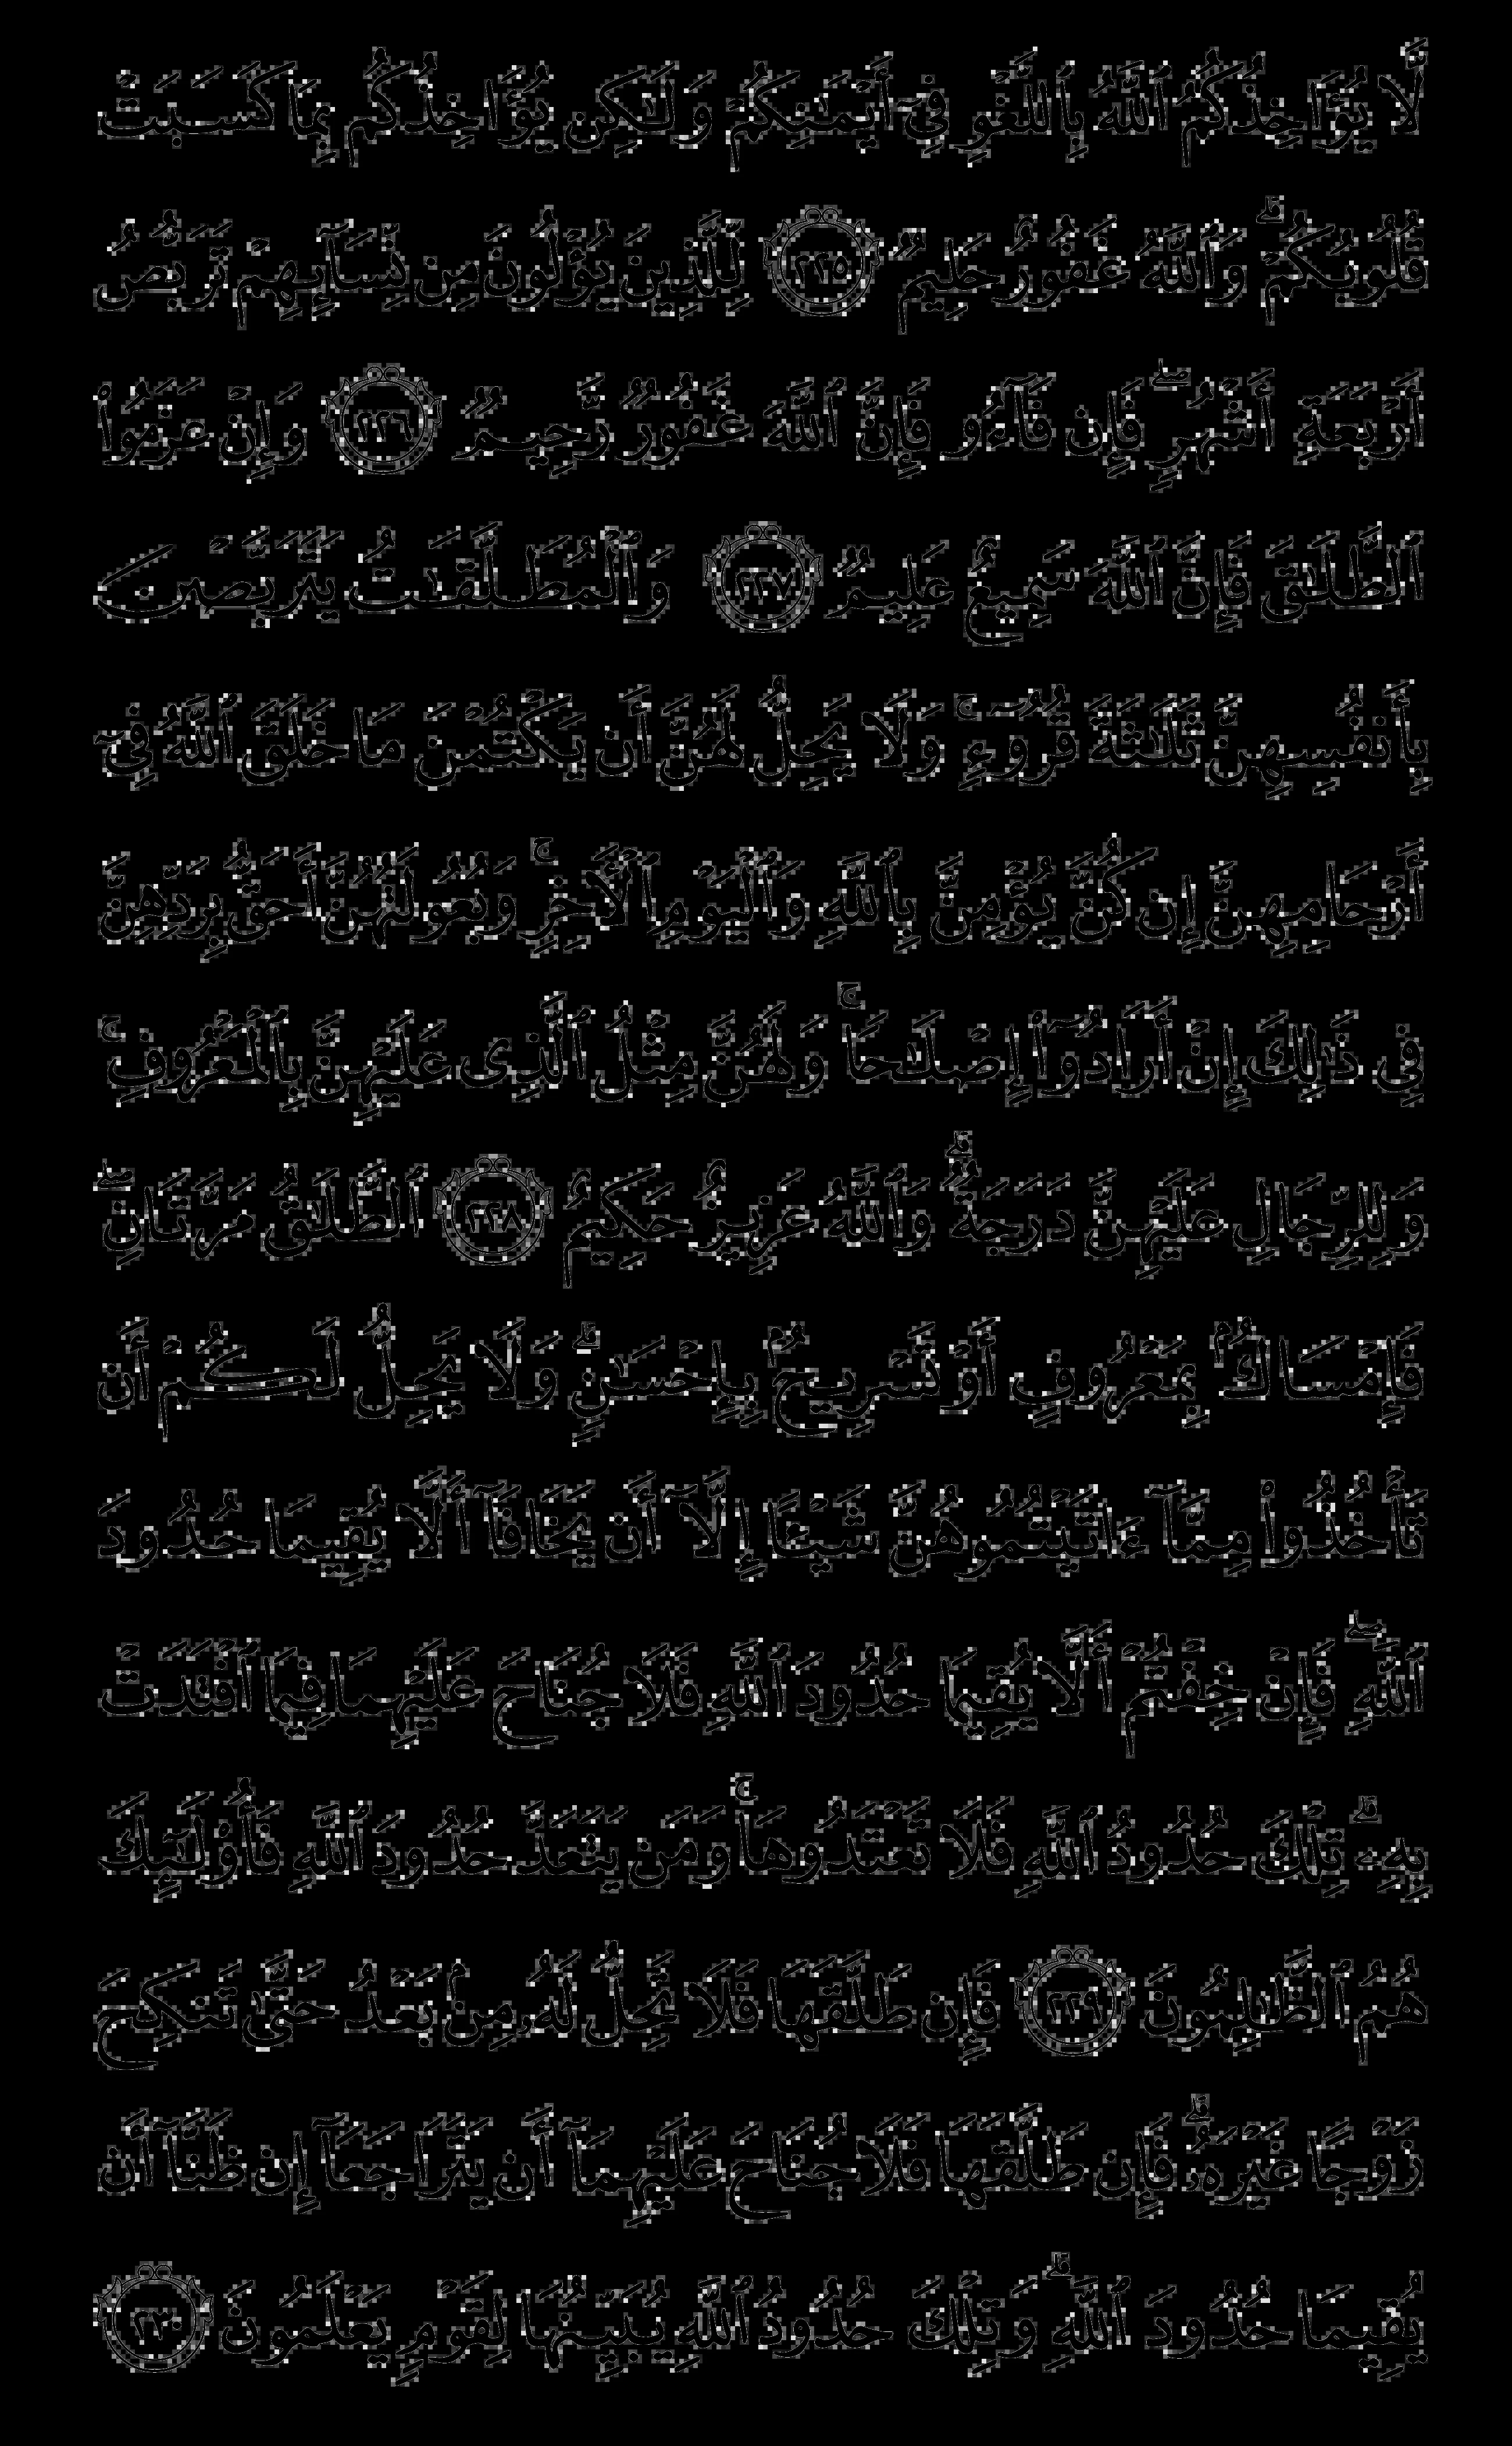 لَّا يُؤَاخِذُكُمُ ٱللَّهُ بِٱللَّغْوِ فِىٓ أَيْمَـٰنِكُمْ وَلَـٰكِن يُؤَاخِذُكُم بِمَا كَسَبَتْ
قُلُوبُكُمْ ۗ وَٱللَّهُ غَفُورٌ حَلِيمٌ ٢٢٥ لِّلَّذِينَ يُؤْلُونَ مِن نِّسَآئِهِمْ تَرَبُّصُ
أَرْبَعَةِ أَشْهُرٍ ۖ فَإِن فَآءُو فَإِنَّ ٱللَّهَ غَفُورٌ رَّحِيمٌ ٢٢٦ وَإِنْ عَزَمُوا۟
ٱلطَّلَـٰقَ فَإِنَّ ٱللَّهَ سَمِيعٌ عَلِيمٌ ٢٢٧ وَٱلْمُطَلَّقَـٰتُ يَتَرَبَّصْنَ
بِأَنفُسِهِنَّ ثَلَـٰثَةَ قُرُوٓءٍ ۚ وَلَا يَحِلُّ لَهُنَّ أَن يَكْتُمْنَ مَا خَلَقَ ٱللَّهُ فِىٓ
أَرْحَامِهِنَّ إِن كُنَّ يُؤْمِنَّ بِٱللَّهِ وَٱلْيَوْمِ ٱلْـَٔاخِرِ ۚ وَبُعُولَتُهُنَّ أَحَقُّ بِرَدِّهِنَّ
فِى ذَٰلِكَ إِنْ أَرَادُوٓا۟ إِصْلَـٰحًا ۚ وَلَهُنَّ مِثْلُ ٱلَّذِى عَلَيْهِنَّ بِٱلْمَعْرُوفِ ۚ
وَلِلرِّجَالِ عَلَيْهِنَّ دَرَجَةٌ ۗ وَٱللَّهُ عَزِيزٌ حَكِيمٌ ٢٢٨ ٱلطَّلَـٰقُ مَرَّتَانِ ۖ
فَإِمْسَاكٌۢ بِمَعْرُوفٍ أَوْ تَسْرِيحٌۢ بِإِحْسَـٰنٍ ۗ وَلَا يَحِلُّ لَكُمْ أَن
تَأْخُذُوا۟ مِمَّآ ءَاتَيْتُمُوهُنَّ شَيْـًٔا إِلَّآ أَن يَخَافَآ أَلَّا يُقِيمَا حُدُودَ
ٱللَّهِ ۖ فَإِنْ خِفْتُمْ أَلَّا يُقِيمَا حُدُودَ ٱللَّهِ فَلَا جُنَاحَ عَلَيْهِمَا فِيمَا ٱفْتَدَتْ
بِهِۦ ۗ تِلْكَ حُدُودُ ٱللَّهِ فَلَا تَعْتَدُوهَا ۚ وَمَن يَتَعَدَّ حُدُودَ ٱللَّهِ فَأُو۟لَـٰٓئِكَ
هُمُ ٱلظَّـٰلِمُونَ ٢٢٩ فَإِن طَلَّقَهَا فَلَا تَحِلُّ لَهُۥ مِنۢ بَعْدُ حَتَّىٰ تَنكِحَ
زَوْجًا غَيْرَهُۥ ۗ فَإِن طَلَّقَهَا فَلَا جُنَاحَ عَلَيْهِمَآ أَن يَتَرَاجَعَآ إِن ظَنَّآ أَن
يُقِيمَا حُدُودَ ٱللَّهِ ۗ وَتِلْكَ حُدُودُ ٱللَّهِ يُبَيِّنُهَا لِقَوْمٍ يَعْلَمُونَ ٢٣٠